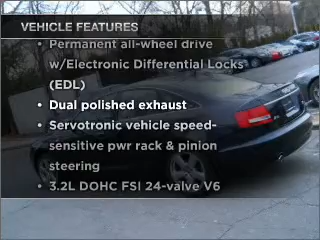 VEHICLE FEATURES
• Permanent all-wheel drive
w/Electronic Differential Locks
(EDL)
• Dual polished exhaust
• Servotronic vehicle speed-
sensitive pwr rack & pinion
steering
• 3.2L DOHC FSI 24-valve V6